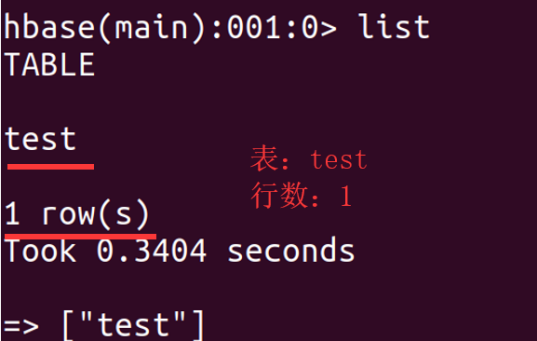 hbase(main):001:0> list
TABLE
test
表：test
行数：1
1 row(s)
Took 0.3404 seconds
=> ["test"]